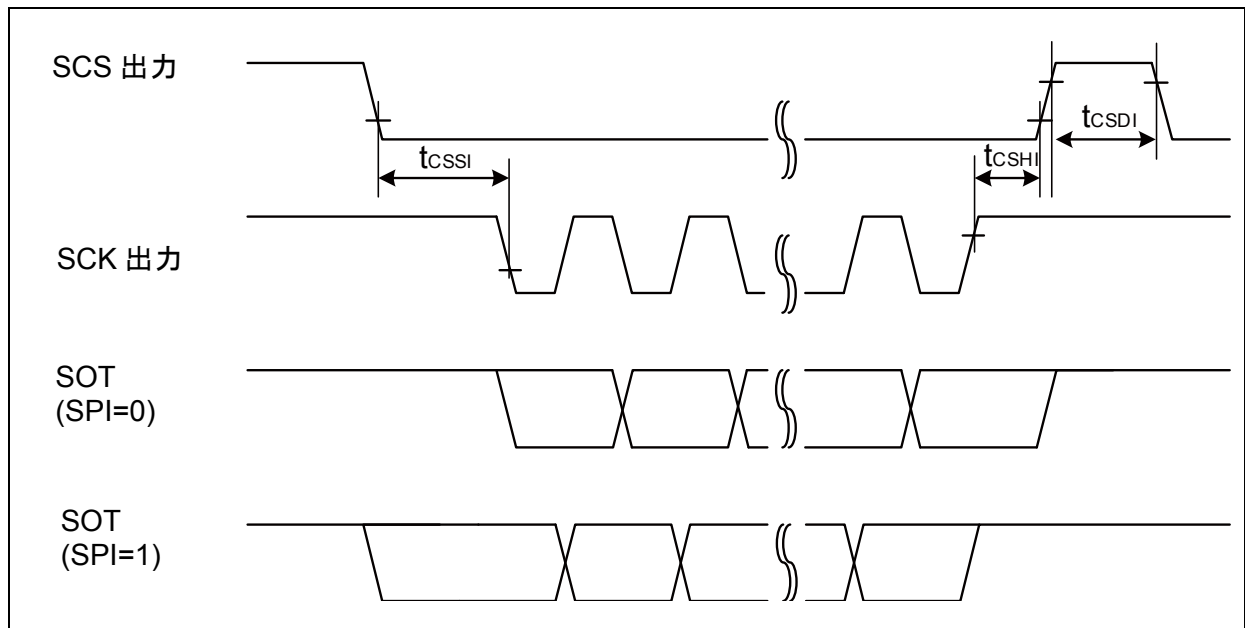 SCS 出力
tCSDI
tCSSI
tCSHI
SCK 出力
SOT
(SPI=0)
SOT
(SPI=1)